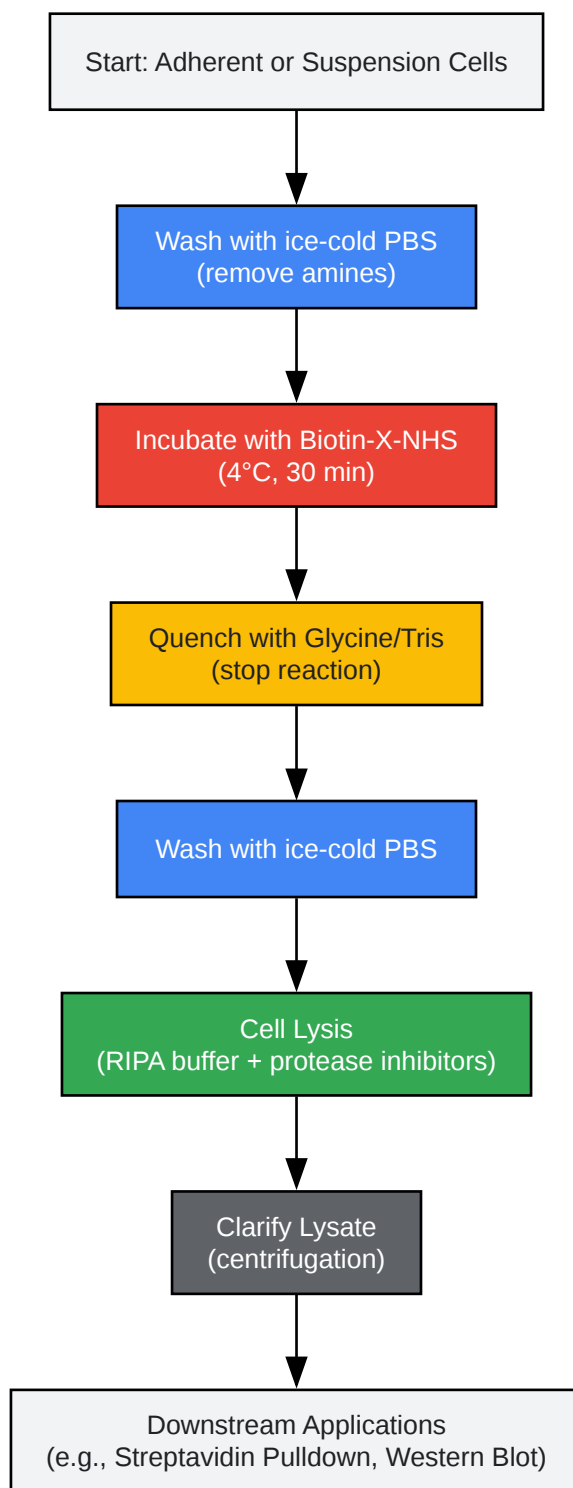 Start: Adherent or Suspension Cells
Wash with ice-cold PBS
(remove amines)
Incubate with Biotin-X-NHS
(4°C, 30 min)
Quench with Glycine/Tris
(stop reaction)
Wash with ice-cold PBS
Cell Lysis
(RIPA buffer + protease inhibitors)
Clarify Lysate
(centrifugation)
Downstream Applications
(e.g., Streptavidin Pulldown, Western Blot)